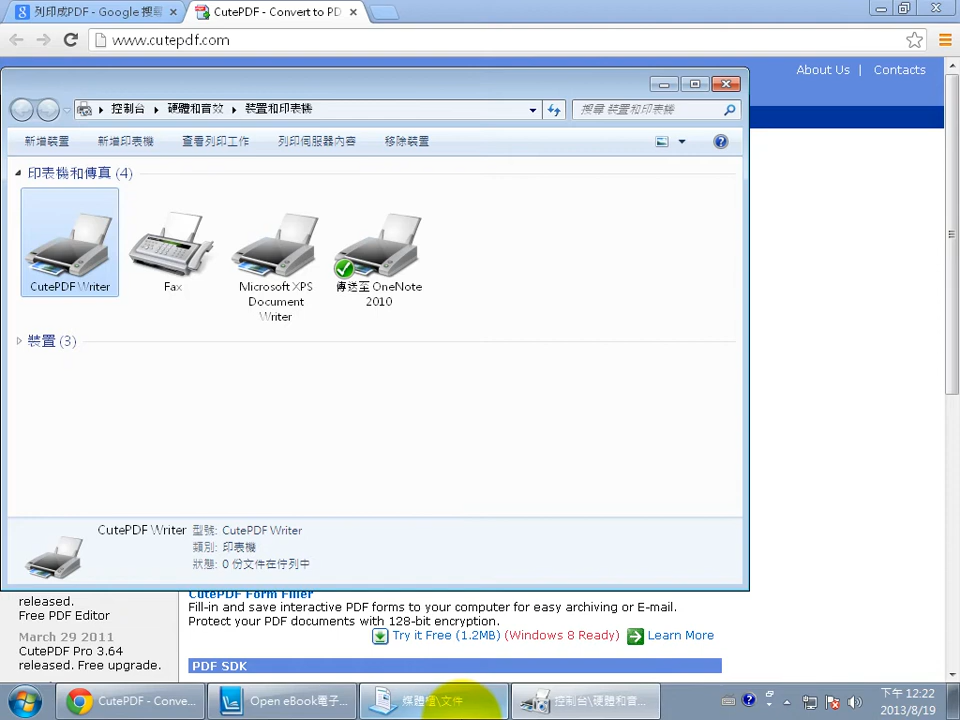 列印成PDF - Google 搜尋
CutePDF - Convert to PD
www.cutepdf.com
About Us | Contacts
控制台 硬體和音效 裝置和印表機
搜尋 裝置和印表機
新增裝置 新增印表機 查看列印工作 列印伺服器內容 移除裝置
印表機和傳真 (4)
CutePDF Writer
Fax
Microsoft XPS
Document
Writer
傳送至 OneNote
2010
裝置 (3)
CutePDF Writer 型號: CutePDF Writer
類別: 印表機
狀態: 0 份文件在佇列中
released.
Free PDF Editor
March 29 2011
CutePDF Pro 3.64
released. Free upgrade.
CutePDF Form Filler
Fill-in and save interactive PDF forms to your computer for easy archiving or E-mail.
Protect your PDF documents with 128-bit encryption.
Try it Free (1.2MB) (Windows 8 Ready) Learn More
PDF SDK
CutePDF - Conve...
Open eBook電子...
媒體櫃\文件
控制台\硬體和音...
下午 12:22
2013/8/19